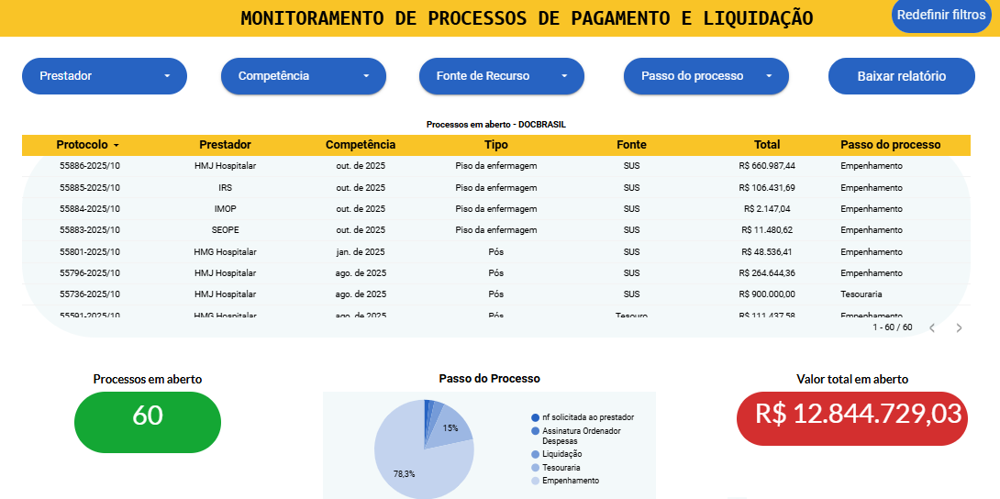 MONITORAMENTO DE PROCESSOS DE PAGAMENTO E LIQUIDAÇÃO
Redefinir filtros
Prestador
Competência
Fonte de Recurso
Passo do processo
Baixar relatório
Processos em aberto - DOCBRASIL
Protocolo Prestador Competência Tipo Fonte Total Passo do processo
55886-2025/10 HMJ Hospitalar out. de 2025 Piso da enfermagem SUS R$ 660.987,44 Empenhamento
55885-2025/10 IRS out. de 2025 Piso da enfermagem SUS R$ 106.431,69 Empenhamento
55884-2025/10 IMOP out. de 2025 Piso da enfermagem SUS R$ 2.147,04 Empenhamento
55883-2025/10 SEOPE out. de 2025 Piso da enfermagem SUS R$ 11.480,62 Empenhamento
55801-2025/10 HMG Hospitalar jan. de 2025 Pós SUS R$ 48.536,41 Empenhamento
55796-2025/10 HMJ Hospitalar ago. de 2025 Pós SUS R$ 264.644,36 Empenhamento
55736-2025/10 HMJ Hospitalar ago. de 2025 Pós SUS R$ 900.000,00 Tesouraria
55591-2025/10 HMG Hospitalar ago. de 2025 Pós Tesouro R$ 111.437,58 Empenhamento
1 - 60 / 60
Processos em aberto
60
Passo do Processo
15%
78,3%
nf solicitada ao prestador
Assinatura Ordenador
Despesas
Liquidação
Tesouraria
Empenhamento
Valor total em aberto
R$ 12.844.729,03